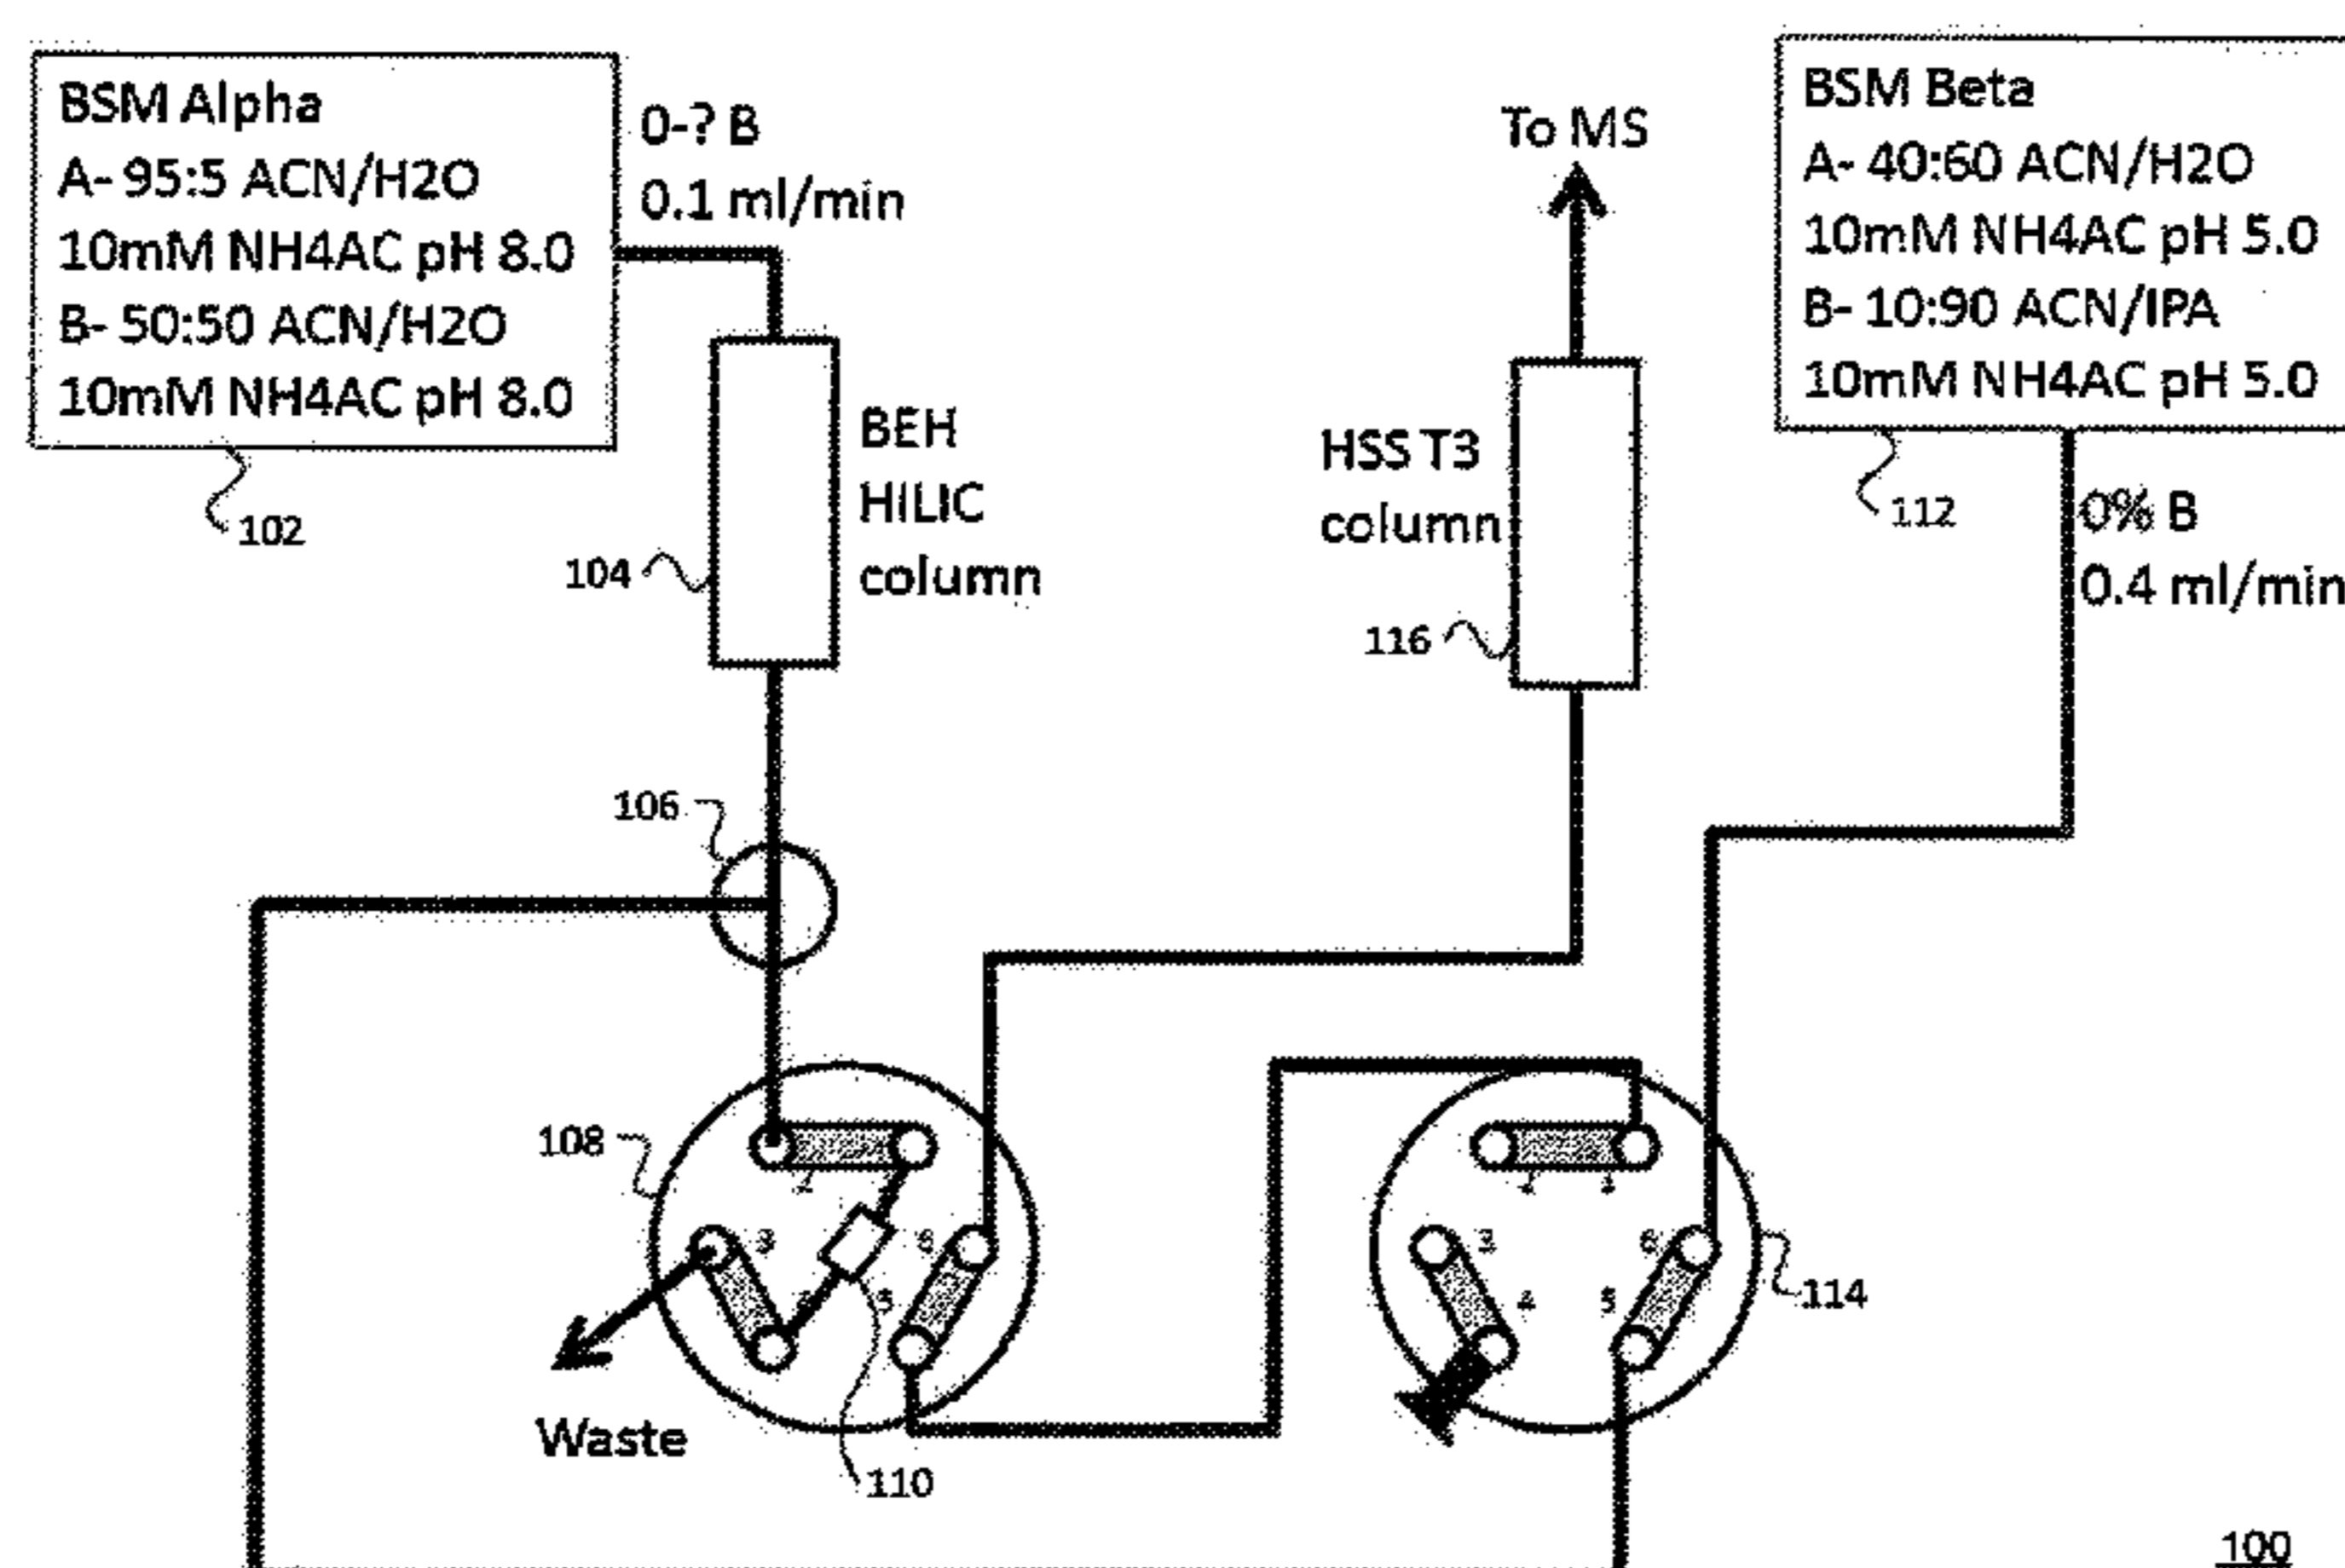 BSM Alpha
A- 95:5 ACN/H2O
10mM NH4AC pH 8.0
B- 50:50 ACN/H2O
10mM NH4AC pH 8.0
0-? B
0.1 ml/min
102
BEH
HILIC
column
104
To MS
HSS T3
column
116
BSM Beta
A- 40:60 ACN/H2O
10mM NH4AC pH 5.0
B- 10:90 ACN/IPA
10mM NH4AC pH 5.0
112
0% B
0.4 ml/min
106
108
3
6
5
Waste
110
3
6
4
5
114
100